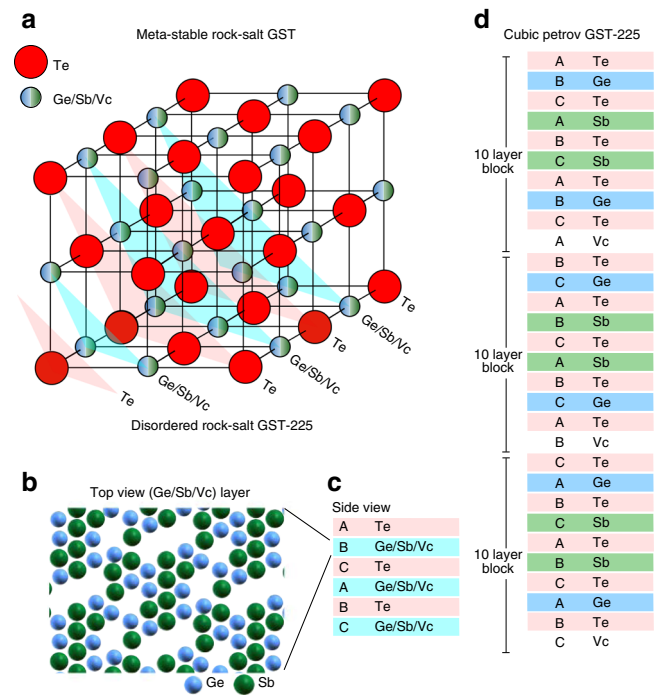 a
Meta-stable rock-salt GST
Te
Ge/Sb/Vc
Te
Ge/Sb/Vc
Te
Ge/Sb/Vc
Te
Ge/Sb/Vc
Te
Disordered rock-salt GST-225
b
Top view (Ge/Sb/Vc) layer
Ge
Sb
c
Side view
A Te
B Ge/Sb/Vc
C Te
A Ge/Sb/Vc
B Te
C Ge/Sb/Vc
d
Cubic petrov GST-225
10 layer
block
A Te
B Ge
C Te
A Sb
B Te
C Sb
A Te
B Ge
C Te
A Vc
10 layer
block
B Te
C Ge
A Te
B Sb
C Te
A Sb
B Te
C Ge
A Te
B Vc
10 layer
block
C Te
A Ge
B Te
C Sb
A Te
B Sb
C Te
A Ge
B Te
C Vc